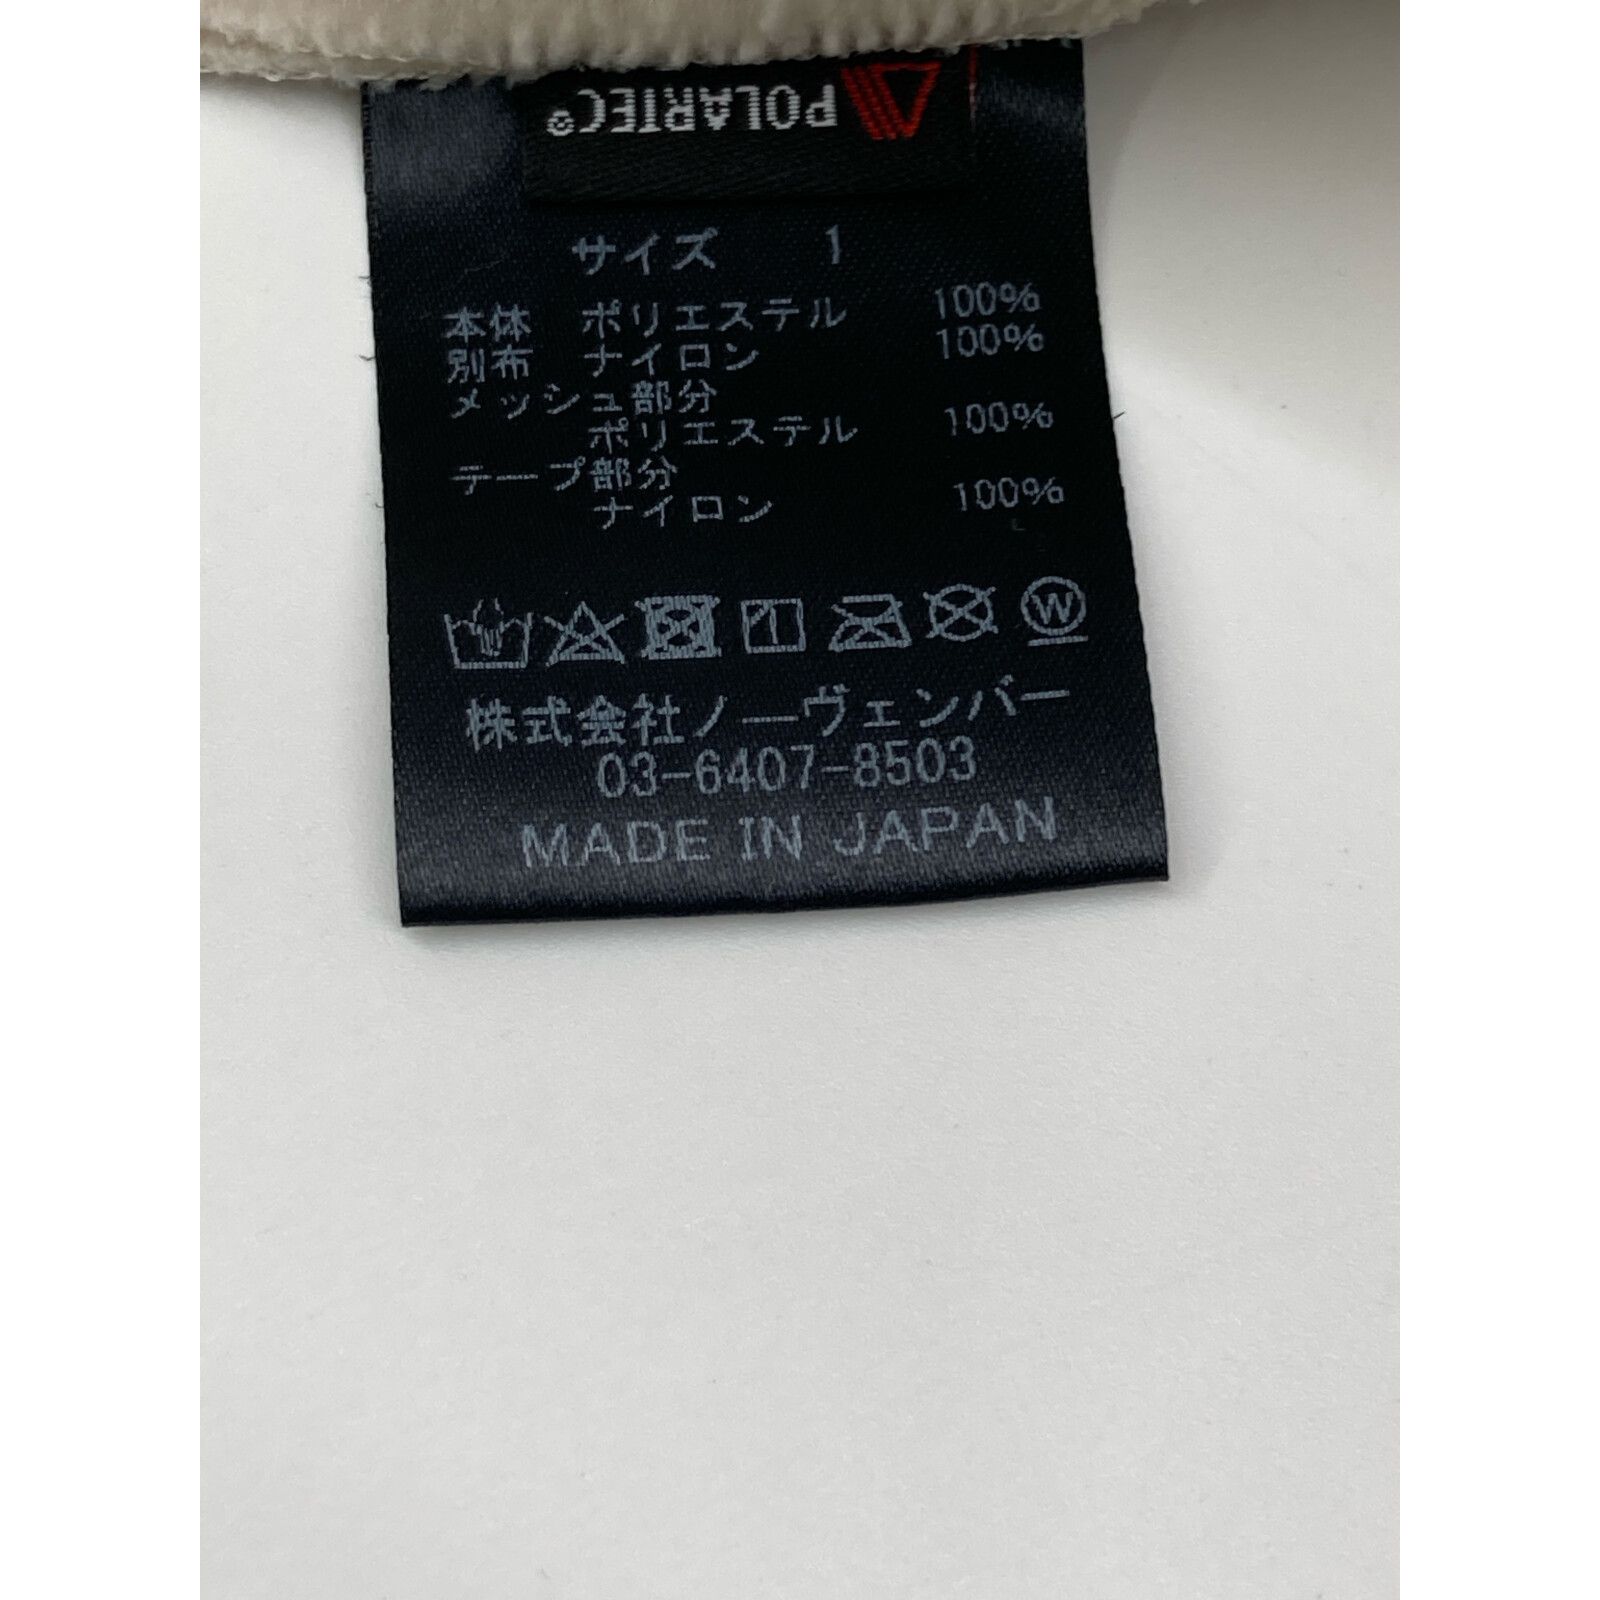 POLARTEC®
サイズ 1
本体 ポリエステル 100%
別布 ナイロン 100%
メッシュ部分
ポリエステル 100%
テープ部分
ナイロン 100%
W
株式会社ノーヴェンバー
03-6407-8503
MADE IN JAPAN